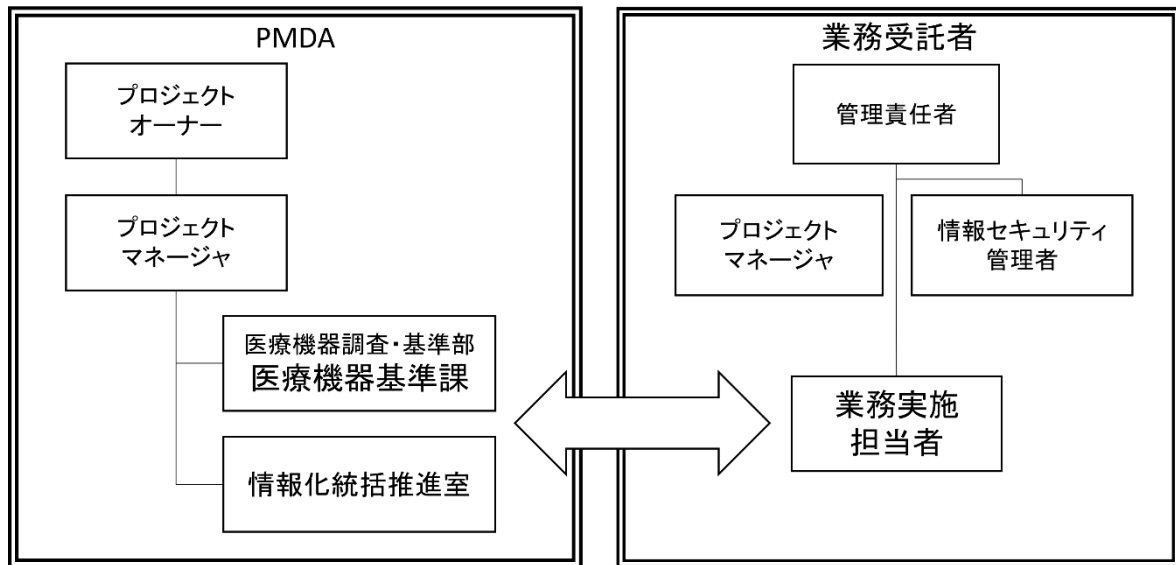 PMDA
プロジェクト
オーナー
プロジェクト
マネージャ
医療機器調査・基準部
医療機器基準課
情報化統括推進室
業務受託者
管理責任者
プロジェクト
マネージャ
情報セキュリティ
管理者
業務実施
担当者